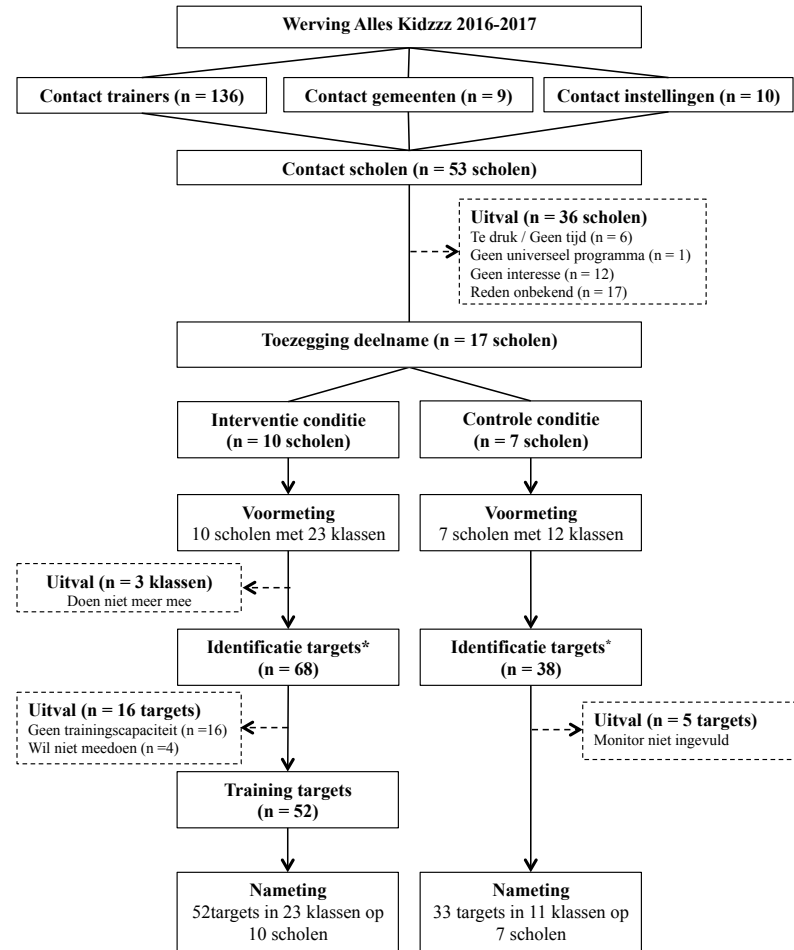 Werving Alles Kidzzz 2016-2017
Contact trainers (n = 136)
Contact gemeenten (n = 9)
Contact instellingen (n = 10)
Contact scholen (n = 53 scholen)
Uitval (n = 36 scholen)
Te druk / Geen tijd (n = 6)
Geen universeel programma (n = 1)
Geen interesse (n = 12)
Reden onbekend (n = 17)
Toezegging deelname (n = 17 scholen)
Interventie conditie
(n = 10 scholen)
Controle conditie
(n = 7 scholen)
Voormeting
10 scholen met 23 klassen
Voormeting
7 scholen met 12 klassen
Uitval (n = 3 klassen)
Doen niet meer mee
Identificatie targets*
(n = 68)
Identificatie targets*
(n = 38)
Uitval (n = 16 targets)
Geen trainingscapaciteit (n =16)
Wil niet meedoen (n =4)
Uitval (n = 5 targets)
Monitor niet ingevuld
Training targets
(n = 52)
Nameting
52targets in 23 klassen op
10 scholen
Nameting
33 targets in 11 klassen op
7 scholen